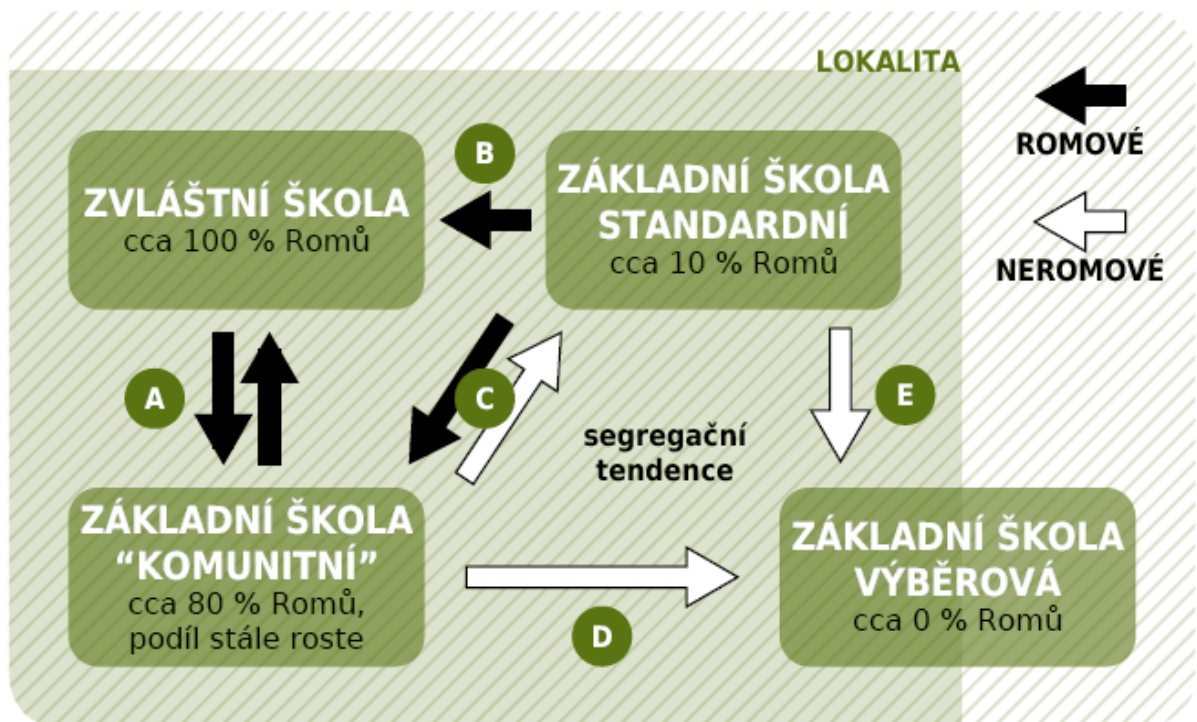 LOKALITA
ROMOVÉ
NEROMOVÉ
B
ZVLÁŠTNÍ ŠKOLA
cca 100 % Romů
ZÁKLADNÍ ŠKOLA
STANDARDNÍ
cca 10 % Romů
A
C
E
segregační
tendence
ZÁKLADNÍ ŠKOLA
“KOMUNITNÍ”
cca 80 % Romů,
podíl stále roste
D
ZÁKLADNÍ ŠKOLA
VÝBĚROVÁ
cca 0 % Romů